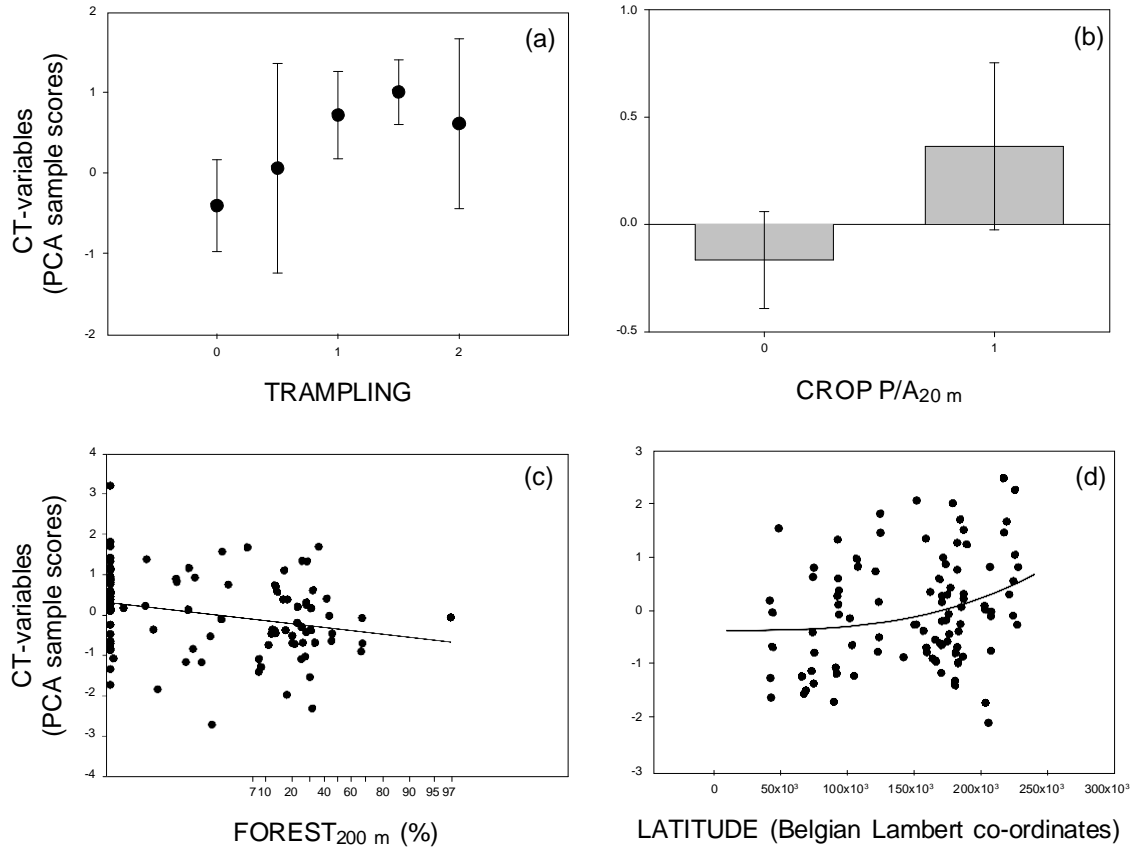 (a)
2
1
0
-1
-2
CT-variables
(PCA sample scores)
0 1 2
TRAMPLING
(b)
1.0
0.5
0.0
-0.5
0 1
CROP P/A20 m
(c)
4
3
2
1
0
-1
-2
-3
-4
CT-variables
(PCA sample scores)
7 10 20 40 60 80 90 95 97
FOREST200 m (%)
(d)
3
2
1
0
-1
-2
-3
0 50x10³ 100x10³ 150x10³ 200x10³ 250x10³ 300x10³
LATITUDE (Belgian Lambert co-ordinates)